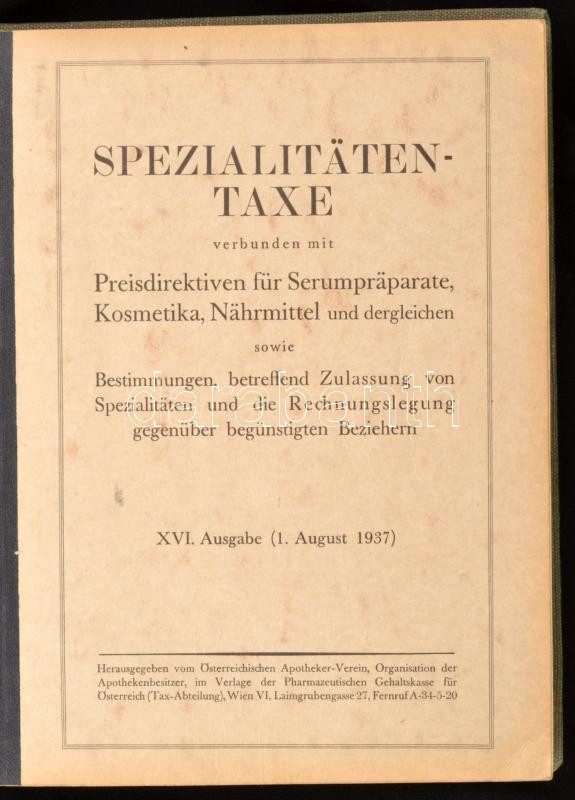 SPEZIALITÄTEN-
TAXE
verbunden mit
Preisdirektiven für Serumpräparate,
Kosmetika, Nährmittel und dergleichen
sowie
Bestimmungen, betreffend Zulassung von
Spezialitäten und die Rechnungslegung
gegenüber begünstigten Beziehern
darabanth
XVI. Ausgabe (1. August 1937)
Herausgegeben vom Österreichischen Apotheker-Verein, Organisation der
Apothekenbesitzer, im Verlage der Pharmazeutischen Gehaltskasse für
Österreich (Tax-Abteilung), Wien VI, Laimgrubengasse 27, Fernruf A-34-5-20